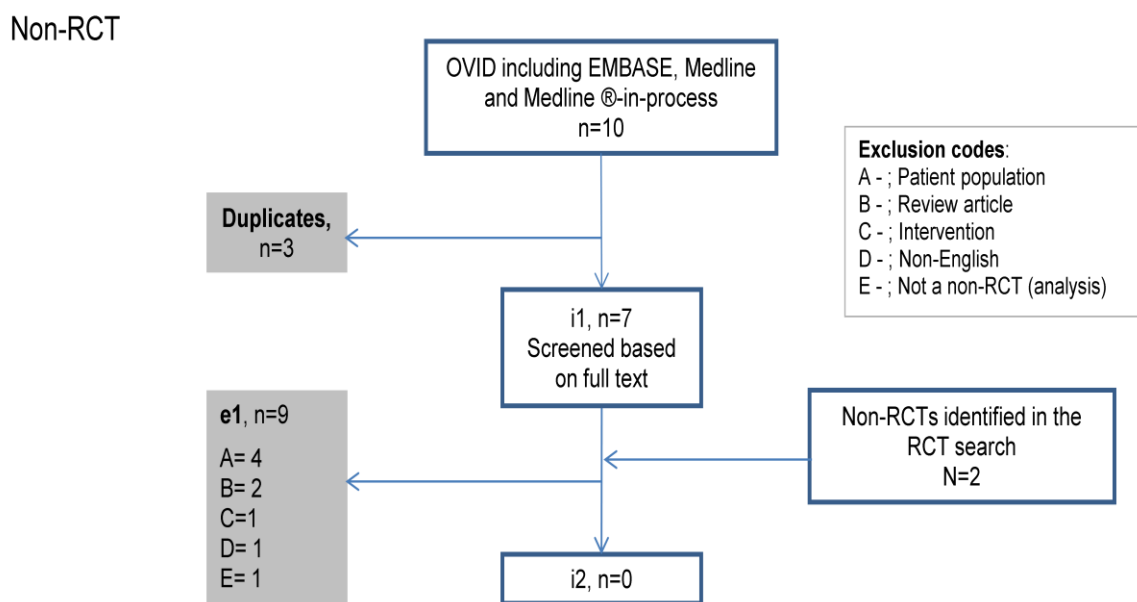 Non-RCT
OVID including EMBASE, Medline
and Medline ®-in-process
n=10
Exclusion codes:
A - ; Patient population
B - ; Review article
C - ; Intervention
D - ; Non-English
E - ; Not a non-RCT (analysis)
Duplicates,
n=3
i1, n=7
Screened based
on full text
Non-RCTs identified in the
RCT search
N=2
e1, n=9
A= 4
B= 2
C=1
D= 1
E= 1
i2, n=0